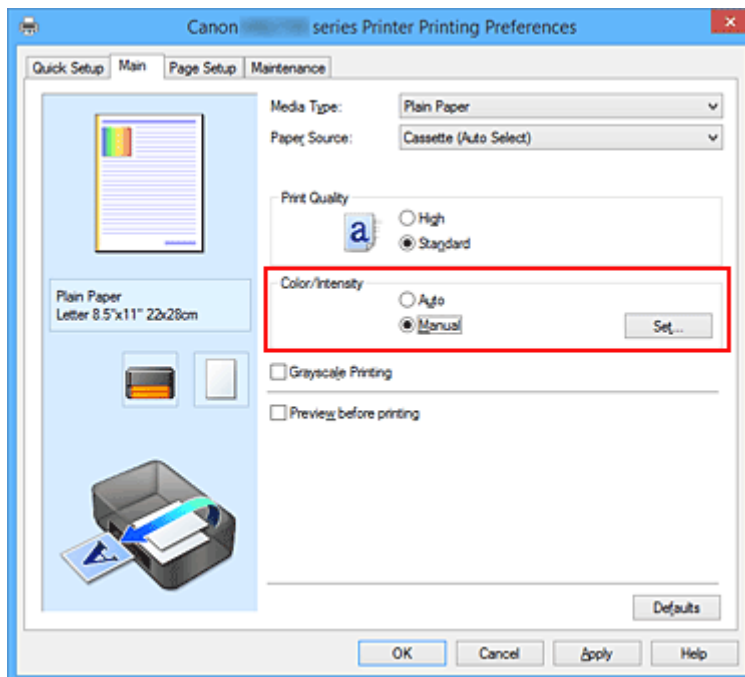 Canon series Printer Printing Preferences
Quick Setup Main Page Setup Maintenance
Media Type: Plain Paper
Paper Source: Cassette (Auto Select)
Print Quality
a
High
Standard
Color/Intensity
Auto
Manual Set...
Plain Paper
Letter 8.5"x11" 22x28cm
Grayscale Printing
Preview before printing
A
Defaults
OK Cancel Apply Help